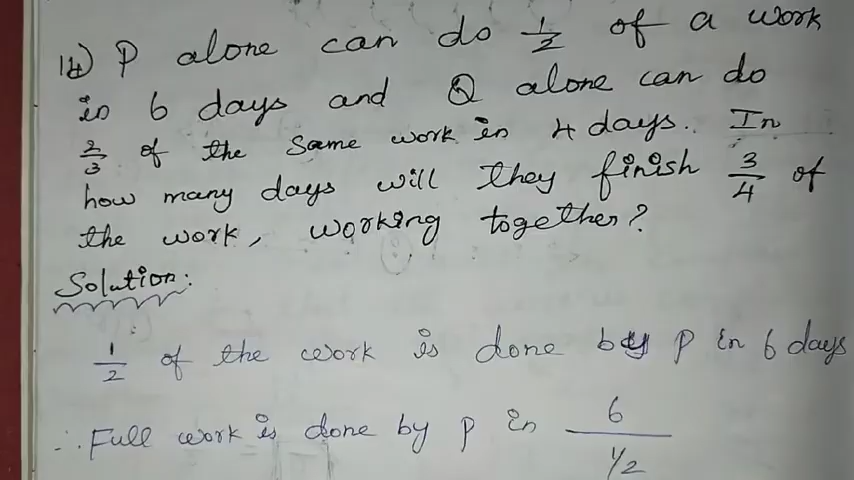 14) P alone can do 1/2 of a work
in 6 days and Q alone can do
2/3 of the same work in 4 days. In
how many days will they finish 3/4 of
the work, working together?
Solution:
1/2 of the work is done by P in 6 days
∴ Full work is done by P in 6/(1/2)